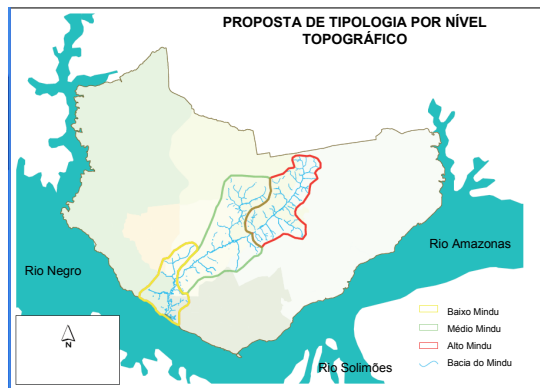 PROPOSTA DE TIPOLOGIA POR NÍVEL
TOPOGRÁFICO
Rio Negro
Rio Amazonas
Rio Solimões
N
Baixo Mindu
Médio Mindu
Alto Mindu
Bacia do Mindu